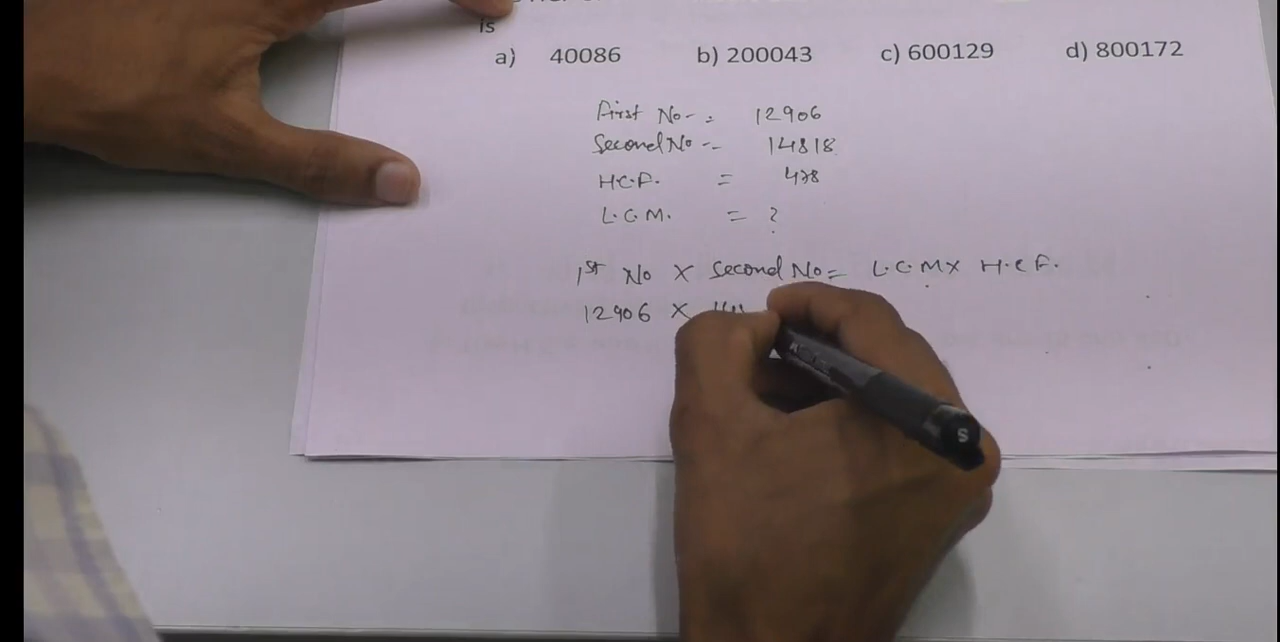 is
a) 40086 b) 200043 c) 600129 d) 800172
First No- = 12906
Second No -- 14818
H.C.F. = 478
L.C.M. = ?
1st No X Second No = L.C.M X H.C.F.
12906 X
S